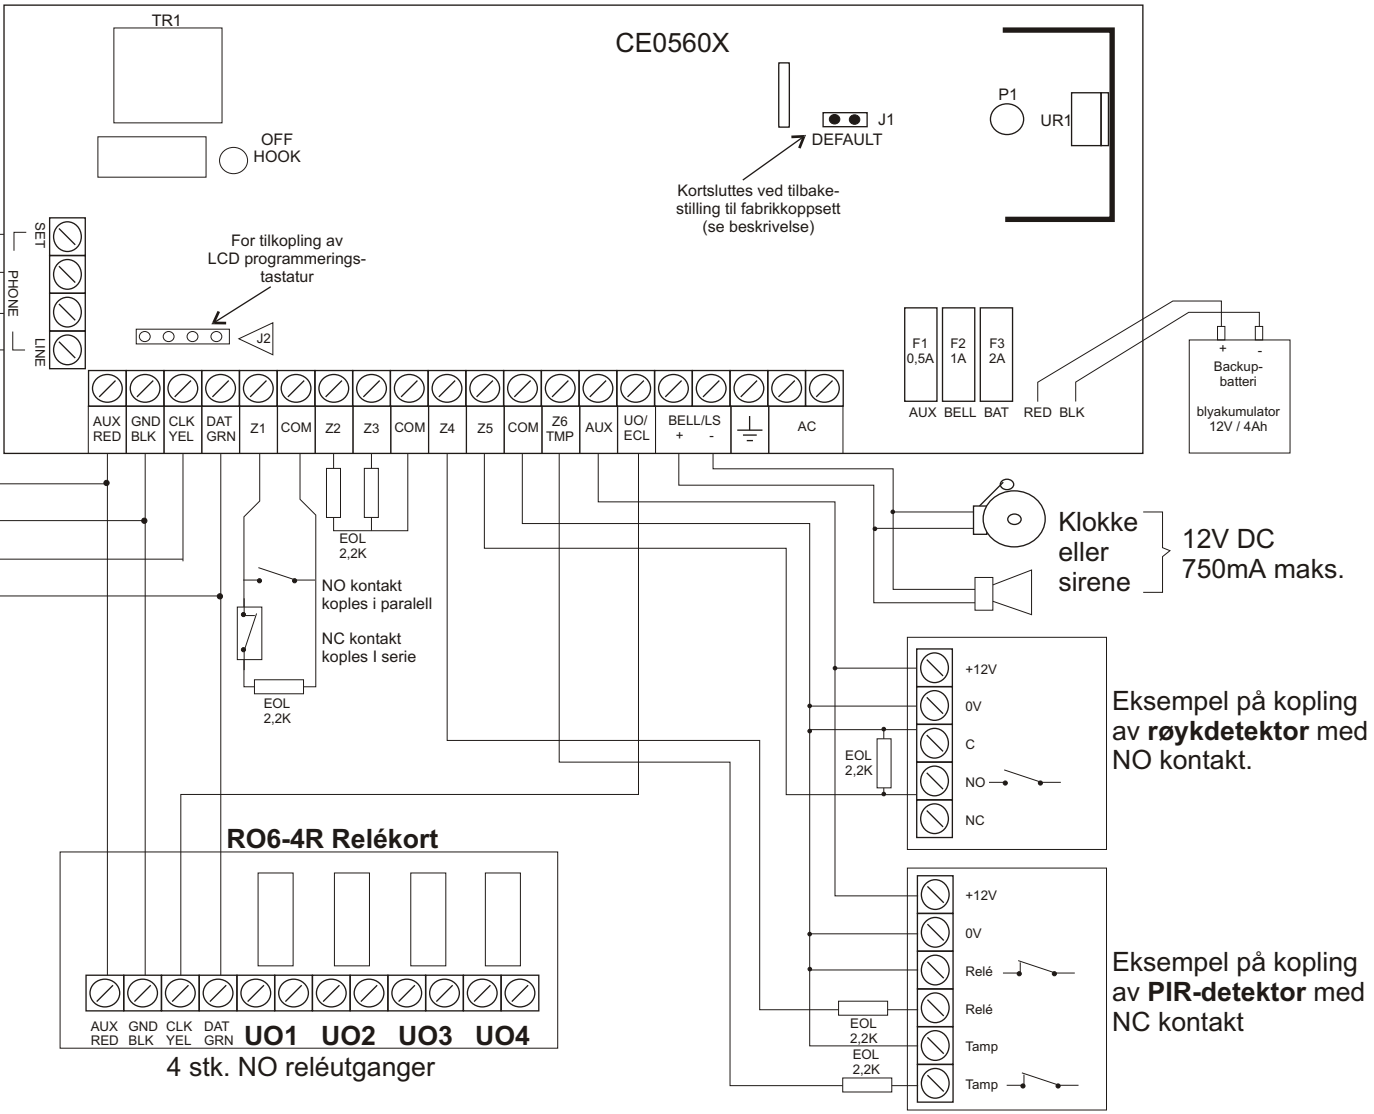 TR1
CE0560X
OFF
HOOK
J1
DEFAULT
P1
UR1
Kortsluttes ved tilbake-
stilling til fabrikkoppsett
(se beskrivelse)
SET
PHONE
LINE
For tilkopling av
LCD programmerings-
tastatur
J2
F1
0,5A
F2
1A
F3
2A
AUX BELL BAT RED BLK
+ -
Backup-
batteri
blyakumulator
12V / 4Ah
AUX
RED
GND
BLK
CLK
YEL
DAT
GRN
Z1
COM
Z2
Z3
COM
Z4
Z5
COM
Z6
TMP
AUX
UO/
ECL
BELL/LS
+ -
AC
EOL
2,2K
NO kontakt
koples i paralell
NC kontakt
koples I serie
EOL
2,2K
Klokke
eller
sirene
12V DC
750mA maks.
+12V
0V
C
NO
NC
EOL
2,2K
Eksempel på kopling
av røykdetektor med
NO kontakt.
RO6-4R Relékort
AUX
RED
GND
BLK
CLK
YEL
DAT
GRN
UO1 UO2 UO3 UO4
4 stk. NO reléutganger
+12V
0V
Relé
Relé
Tamp
Tamp
EOL
2,2K
EOL
2,2K
Eksempel på kopling
av PIR-detektor med
NC kontakt